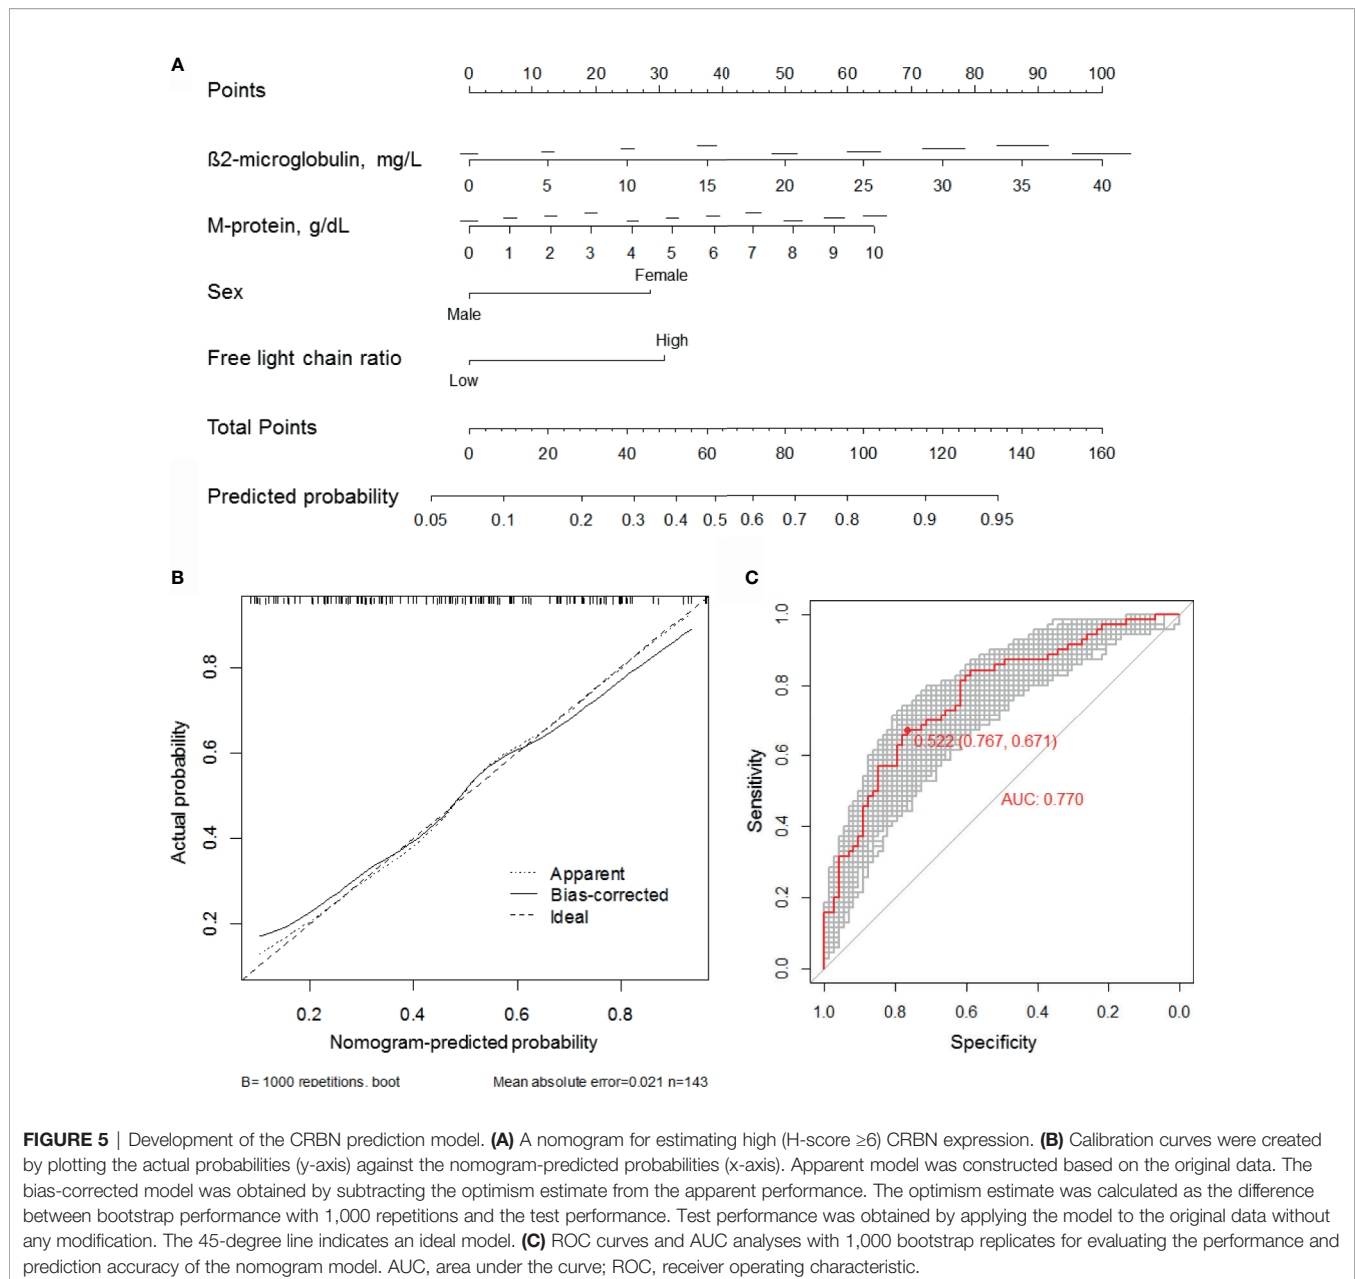 A
Points
0 10 20 30 40 50 60 70 80 90 100
ß2-microglobulin, mg/L
0 5 10 15 20 25 30 35 40
M-protein, g/dL
0 1 2 3 4 5 6 7 8 9 10
Sex
Female
Male
Free light chain ratio
High
Low
Total Points
0 20 40 60 80 100 120 140 160
Predicted probability
0.05 0.1 0.2 0.3 0.4 0.5 0.6 0.7 0.8 0.9 0.95
B
Actual probability
0.8
0.6
0.4
0.2
Apparent
Bias-corrected
Ideal
0.2 0.4 0.6 0.8
Nomogram-predicted probability
B= 1000 repetitions, boot
Mean absolute error=0.021 n=143
C
Sensitivity
1.0
0.8
0.6
0.4
0.2
0.0
0.522 (0.767, 0.671)
AUC: 0.770
1.0 0.8 0.6 0.4 0.2 0.0
Specificity
FIGURE 5 | Development of the CRBN prediction model. (A) A nomogram for estimating high (H-score ≥6) CRBN expression. (B) Calibration curves were created
by plotting the actual probabilities (y-axis) against the nomogram-predicted probabilities (x-axis). Apparent model was constructed based on the original data. The
bias-corrected model was obtained by subtracting the optimism estimate from the apparent performance. The optimism estimate was calculated as the difference
between bootstrap performance with 1,000 repetitions and the test performance. Test performance was obtained by applying the model to the original data without
any modification. The 45-degree line indicates an ideal model. (C) ROC curves and AUC analyses with 1,000 bootstrap replicates for evaluating the performance and
prediction accuracy of the nomogram model. AUC, area under the curve; ROC, receiver operating characteristic.